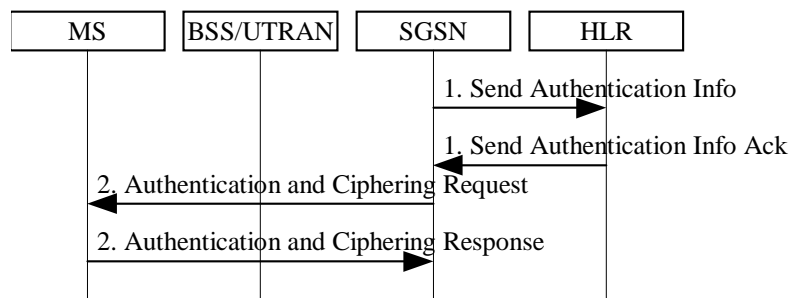 MS BSS/UTRAN SGSN HLR
1. Send Authentication Info
1. Send Authentication Info Ack
2. Authentication and Ciphering Request
2. Authentication and Ciphering Response